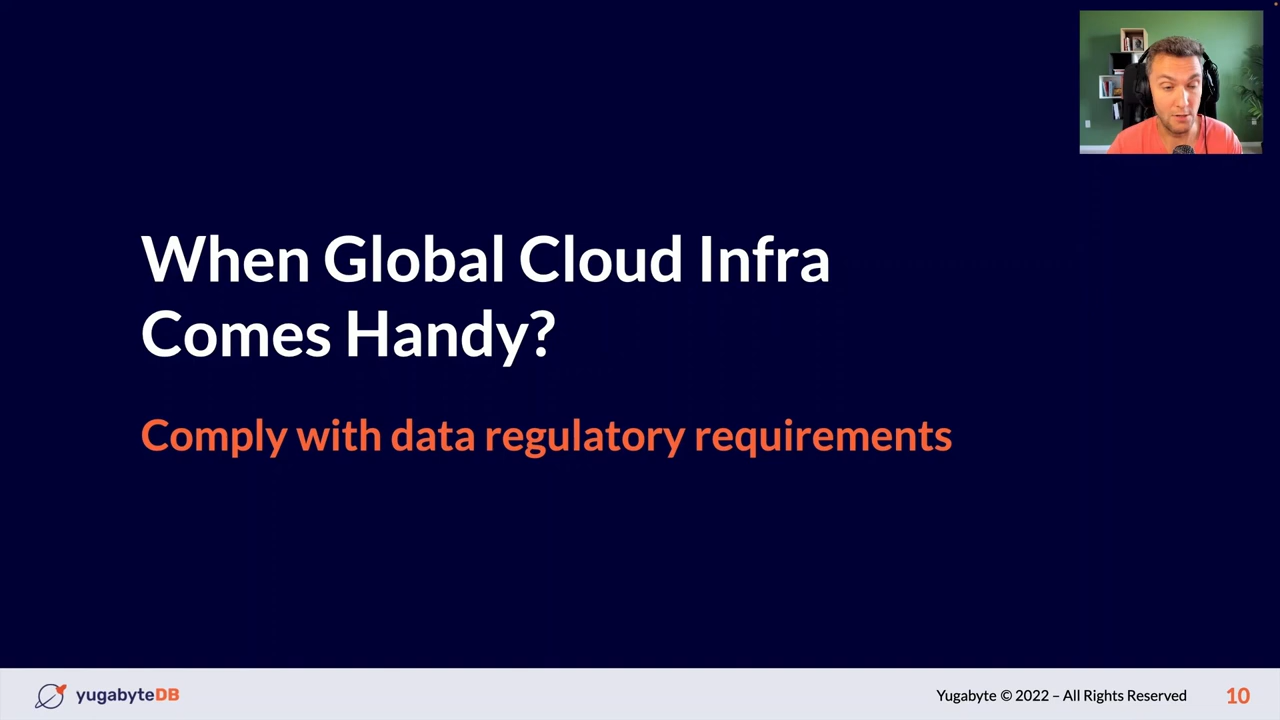 When Global Cloud Infra
Comes Handy?
Comply with data regulatory requirements
yugabyteDB
Yugabyte © 2022 – All Rights Reserved
10